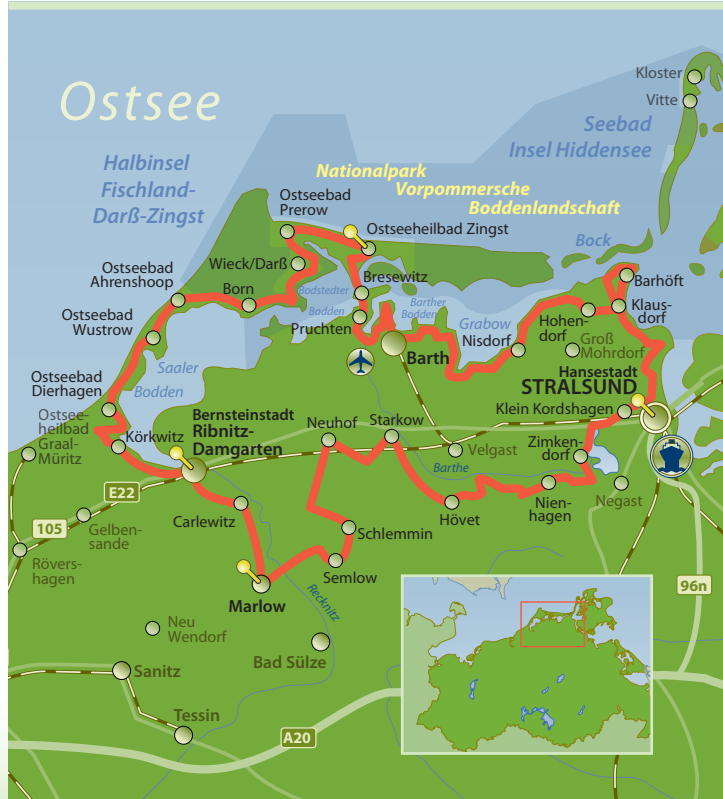 Kloster
Vitte
Ostsee
Seebad
Insel Hiddensee
Halbinsel
Fischland-
Darß-Zingst
Nationalpark
Vorpommersche
Boddenlandschaft
Ostseebad
Prerow
Ostseeheilbad Zingst
Bock
Wieck/Darß
Ostseebad
Ahrenshoop
Born
Bodstedter
Bodden
Bresewitz
Barhöft
Klaus-
dorf
Barther
Bodden
Pruchten
Grabow
Nisdorf
Hohen-
dorf
Groß
Mohrdorf
Ostseebad
Wustrow
Barth
Saaler
Bodden
Hansestadt
STRALSUND
Ostseebad
Dierhagen
Klein Kordshagen
Ostsee-
heilbad
Graal-
Müritz
Körkwitz
Bernsteinstadt
Ribnitz-
Damgarten
Neuhof
Starkow
Velgast
Zimken-
dorf
Barthe
E22
105
Gelben-
sande
Carlewitz
Hövet
Nien-
hagen
Negast
Schlemmin
Rövers-
hagen
Semlow
Marlow
Recknitz
96n
Neu
Wendorf
Bad Sülze
Sanitz
Tessin
A20